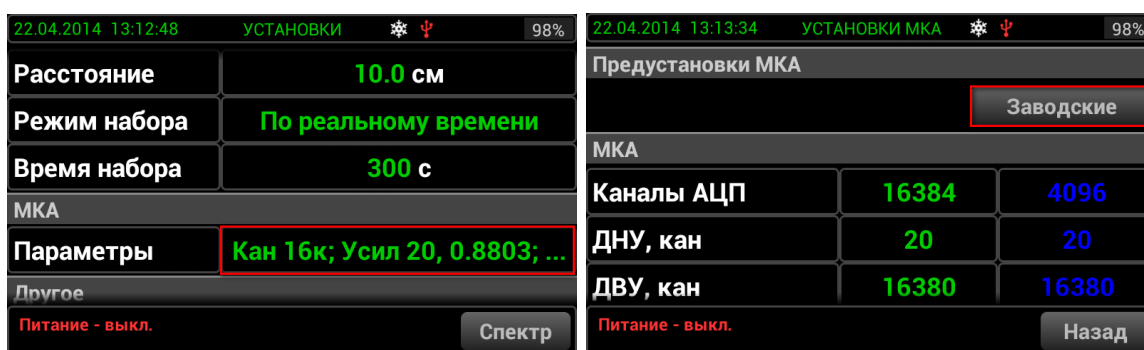 22.04.2014 13:12:48 УСТАНОВКИ 98%
Расстояние 10.0 см
Режим набора По реальному времени
Время набора 300 с
МКА
Параметры Кан 16к; Усил 20, 0.8803; ...
Другое
Питание - выкл. Спектр
22.04.2014 13:13:34 УСТАНОВКИ МКА 98%
Предустановки МКА
Заводские
МКА
Каналы АЦП 16384 4096
ДНУ, кан 20 20
ДВУ, кан 16380 16380
Питание - выкл. Назад